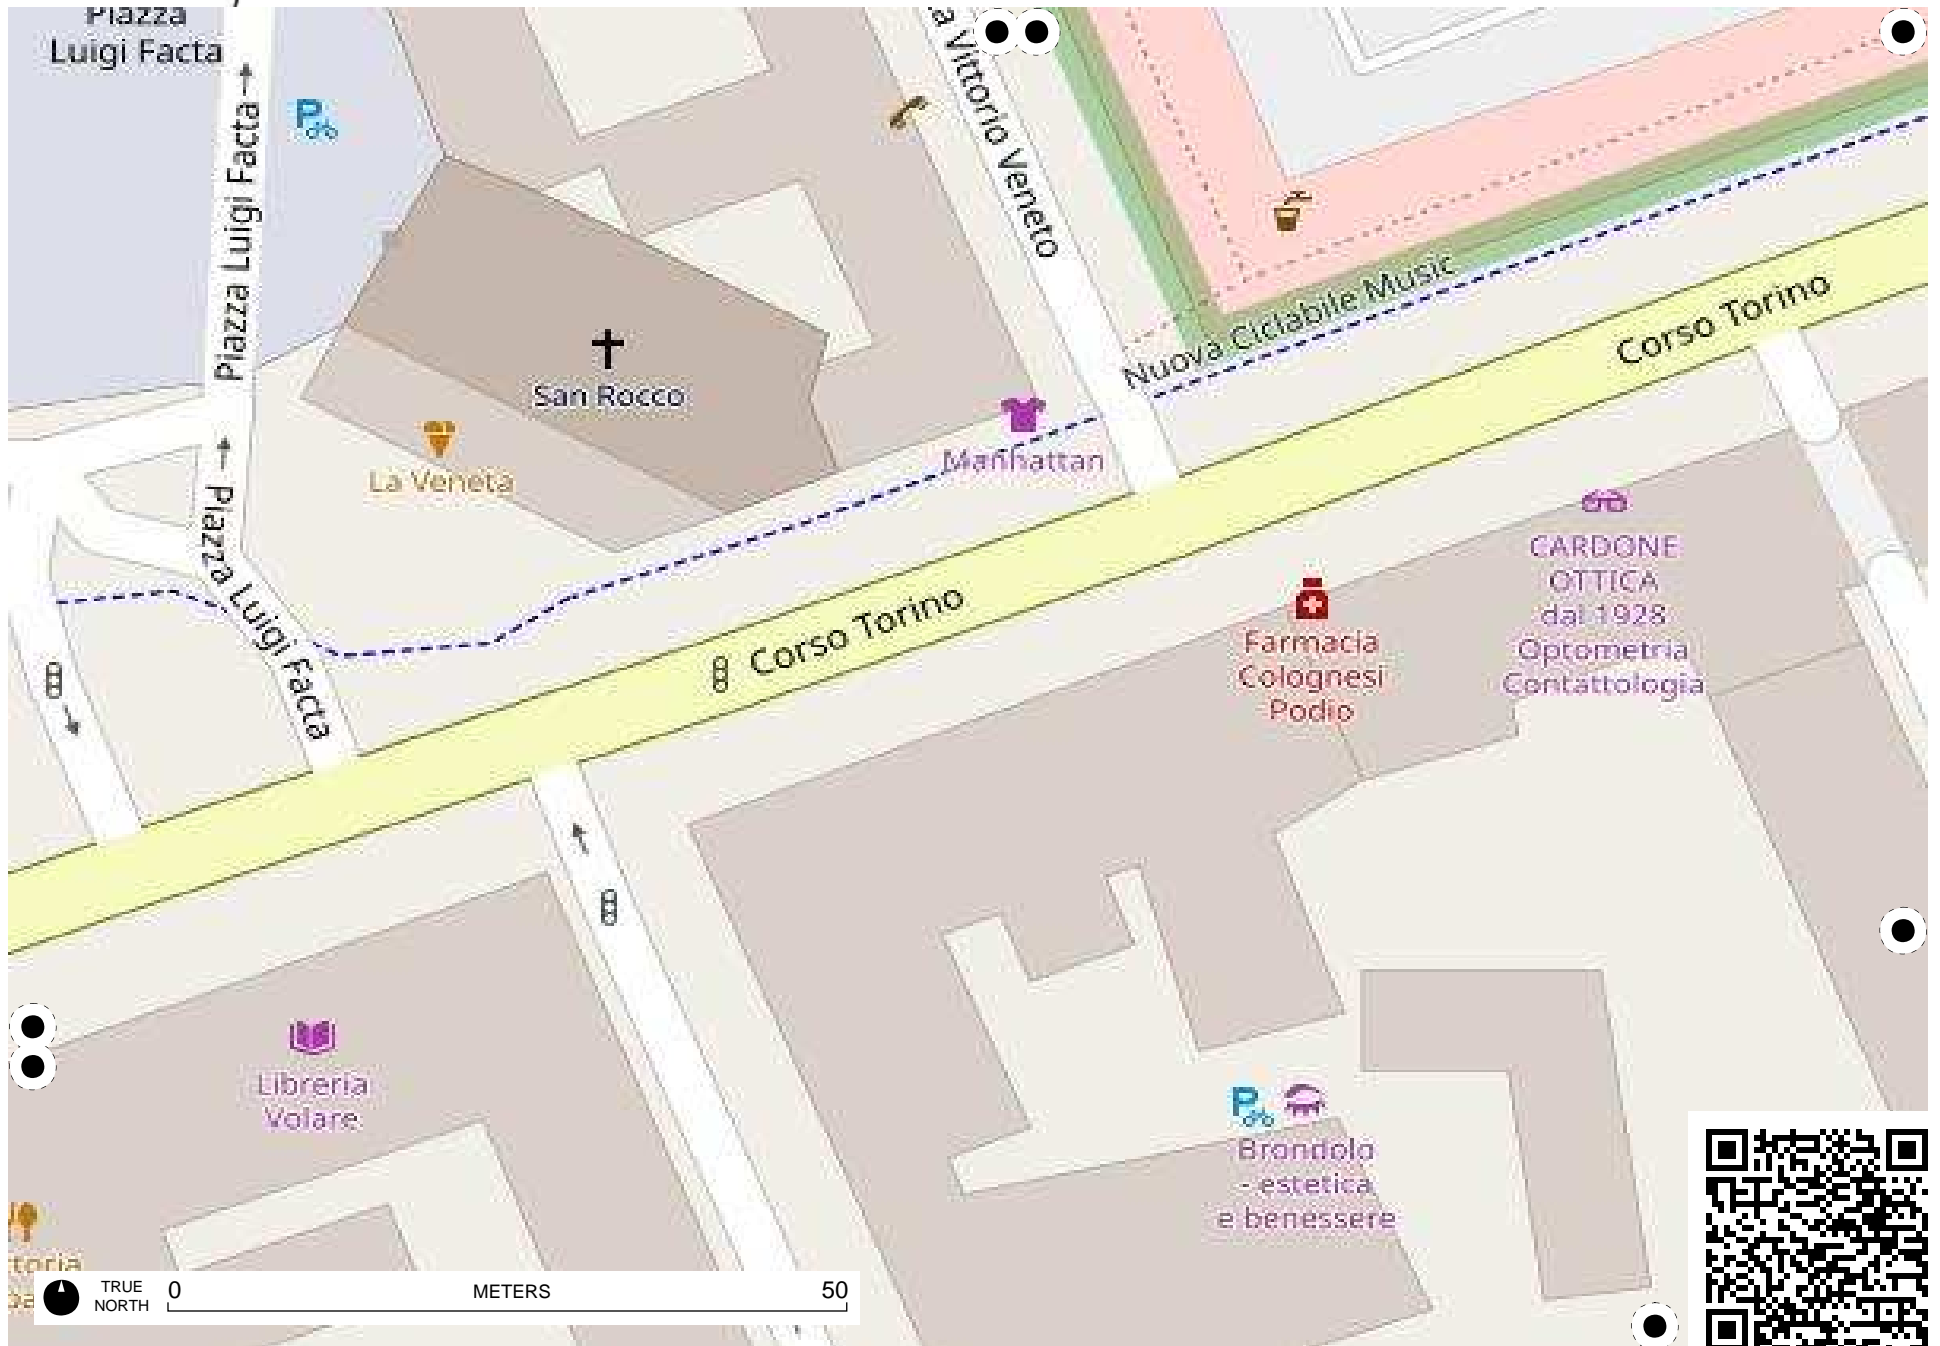 Piazza
Luigi Facta
Piazza Luigi Facta
Vittorio Veneto
Nuova Ciclabile Music
Corso Torino
San Rocco
Manhattan
La Veneta
Piazza Luigi Facta
CARDONE
OTTICA
dal 1928
Optometria
Contattologia
Corso Torino
Farmacia
Colognesi
Podio
Libreria
Volare
Brondolo
- estetica
e benessere
TRUE
NORTH
0
METERS
50